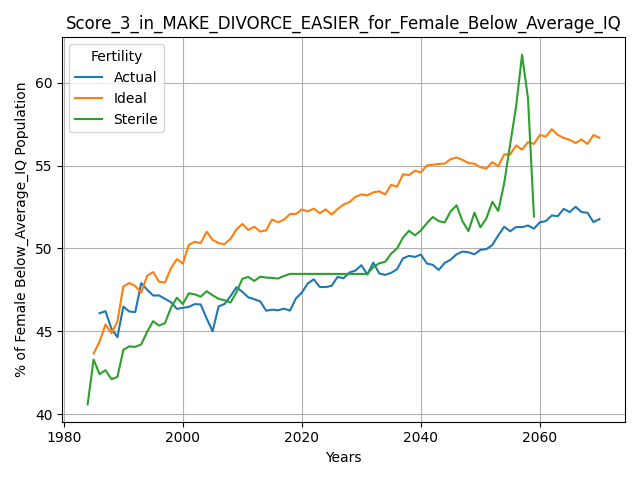 Score_3_in_MAKE_DIVORCE_EASIER_for_Female_Below_Average_IQ
Fertility
Actual
Ideal
Sterile
% of Female Below_Average_IQ Population
60
55
50
45
40
1980
2000
2020
2040
2060
Years